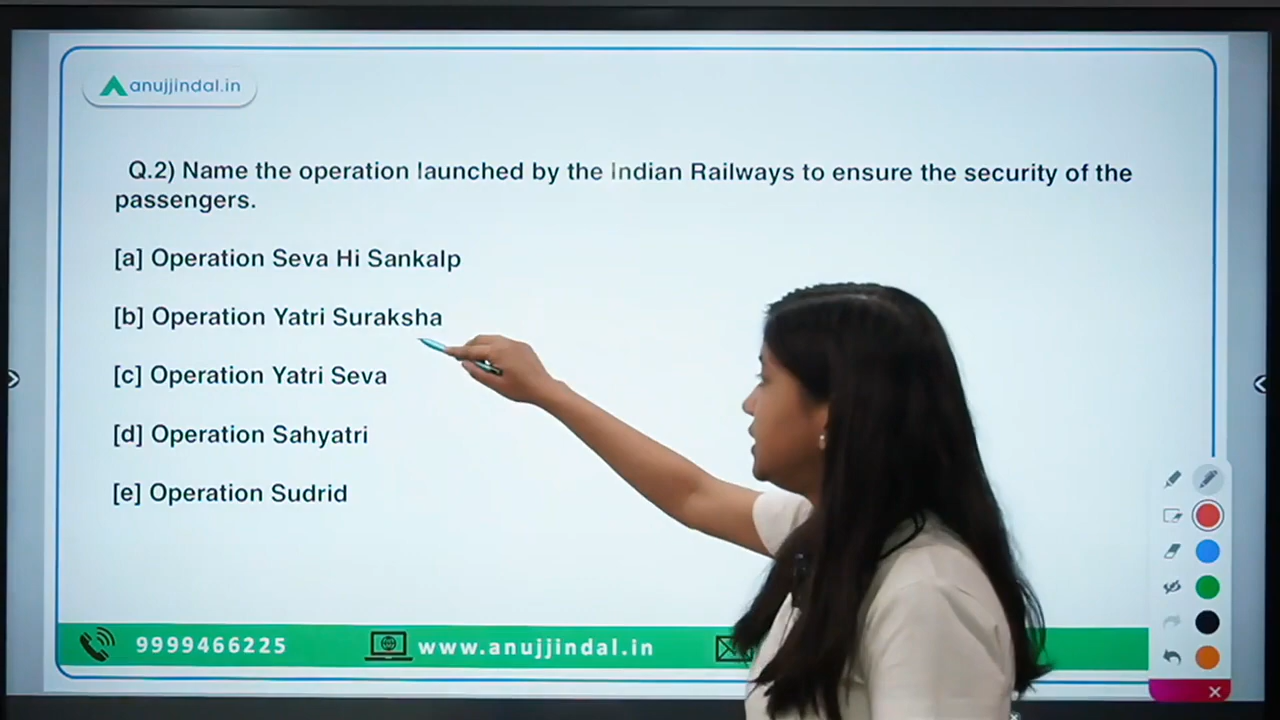 anujjindal.in
Q.2) Name the operation launched by the Indian Railways to ensure the security of the
passengers.
[a] Operation Seva Hi Sankalp
[b] Operation Yatri Suraksha
[c] Operation Yatri Seva
[d] Operation Sahyatri
[e] Operation Sudrid
9999466225 www.anujjindal.in